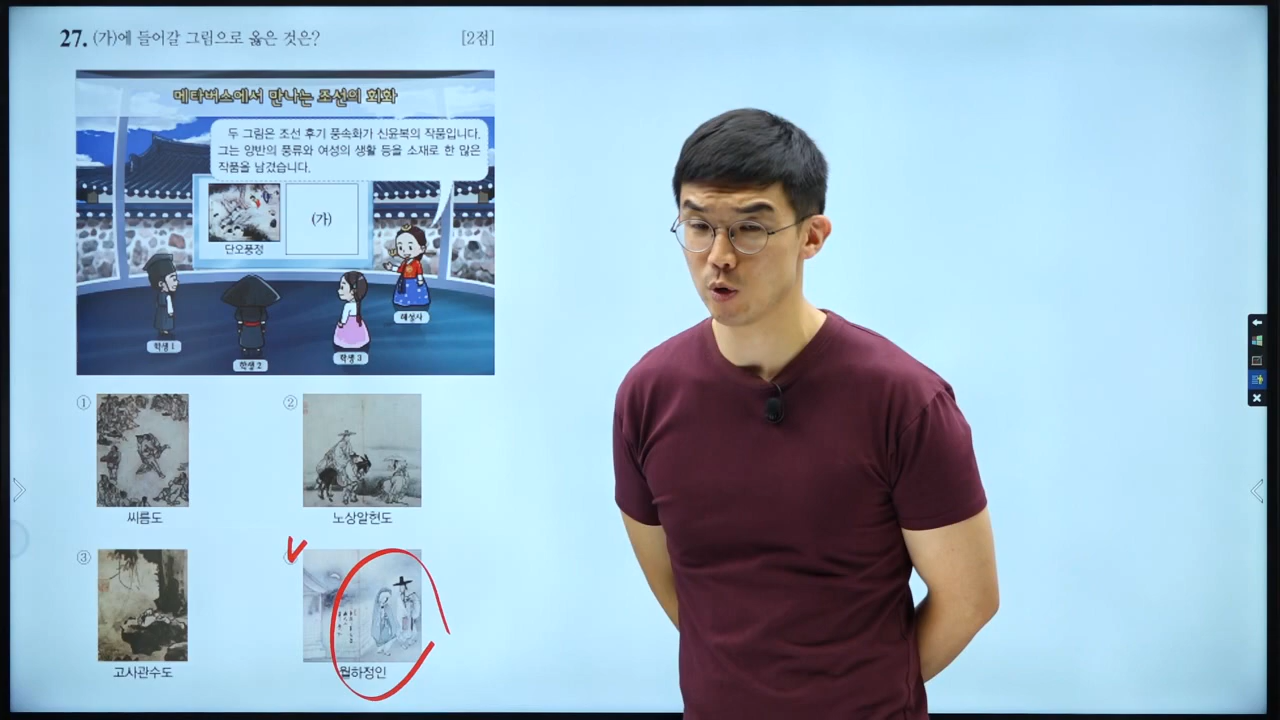 27. (가)에 들어갈 그림으로 옳은 것은? [2점]
메타버스에서 만나는 조선의 회화
두 그림은 조선 후기 풍속화가 신윤복의 작품입니다.
그는 양반의 풍류와 여성의 생활 등을 소재로 한 많은
작품을 남겼습니다.
(가)
단오풍정
해설사
학생 1
학생 2
학생 3
①
씨름도
②
노상알현도
③
고사관수도
월하정인